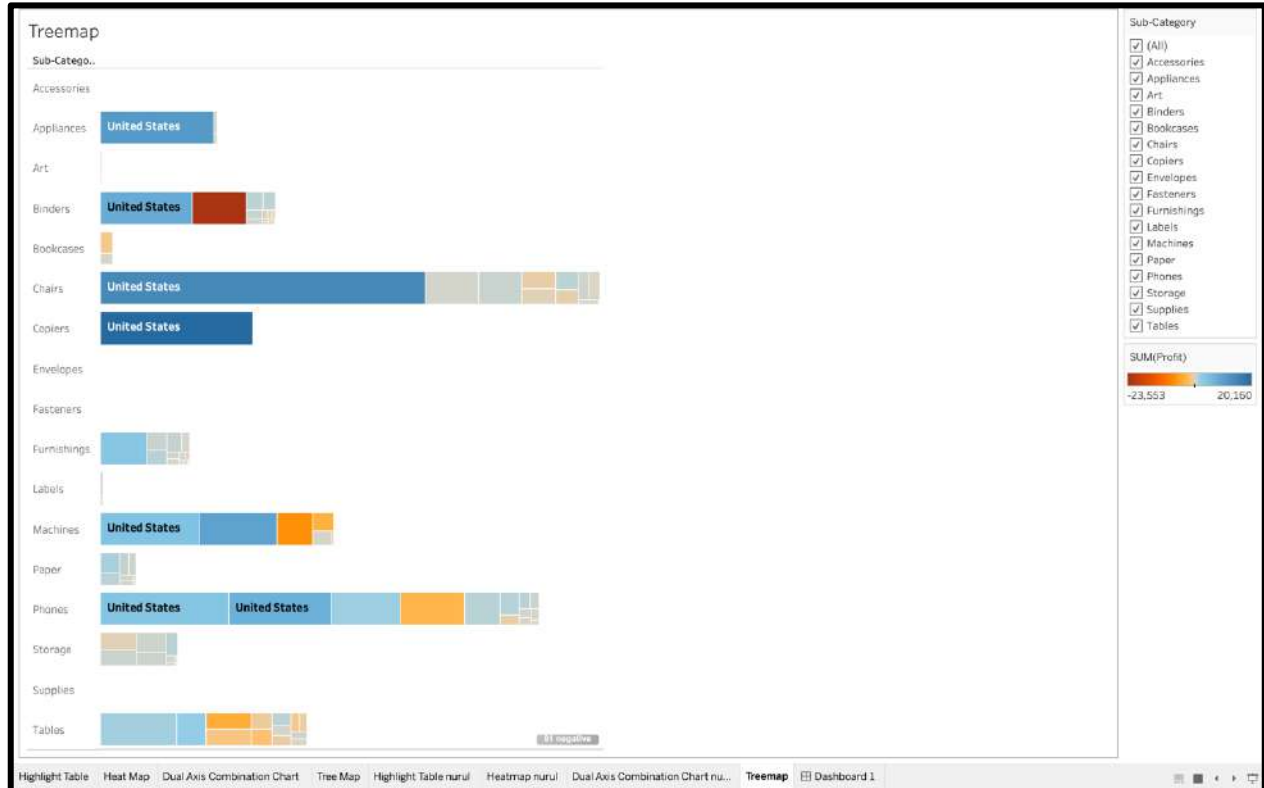 Treemap
Sub-Catego..
Accessories
Appliances
United States
Art
Binders
United States
Bookcases
Chairs
United States
Copiers
United States
Envelopes
Fasteners
Furnishings
Labels
Machines
United States
Paper
Phones
United States
United States
Storage
Supplies
Tables
Sub-Category
(All)
Accessories
Appliances
Art
Binders
Bookcases
Chairs
Copiers
Envelopes
Fasteners
Furnishings
Labels
Machines
Paper
Phones
Storage
Supplies
Tables
SUM(Profit)
-23,553 20,160
Highlight Table Heat Map Dual Axis Combination Chart Tree Map Highlight Table nurul Heatmap nurul Dual Axis Combination Chart nu... Treemap Dashboard 1